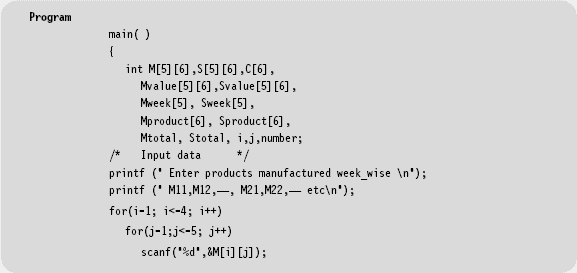 Program
main( )
{
int M[5][6],S[5][6],C[6],
Mvalue[5][6],Svalue[5][6],
Mweek[5], Sweek[5],
Mproduct[6], Sproduct[6],
Mtotal, Stotal, i,j,number;
/* Input data */
printf (" Enter products manufactured week_wise \n");
printf (" M11,M12,——, M21,M22,—— etc\n");
for(i-1; i<-4; i++)
for(j-1;j<-5; j++)
scanf("%d",&M[i][j]);